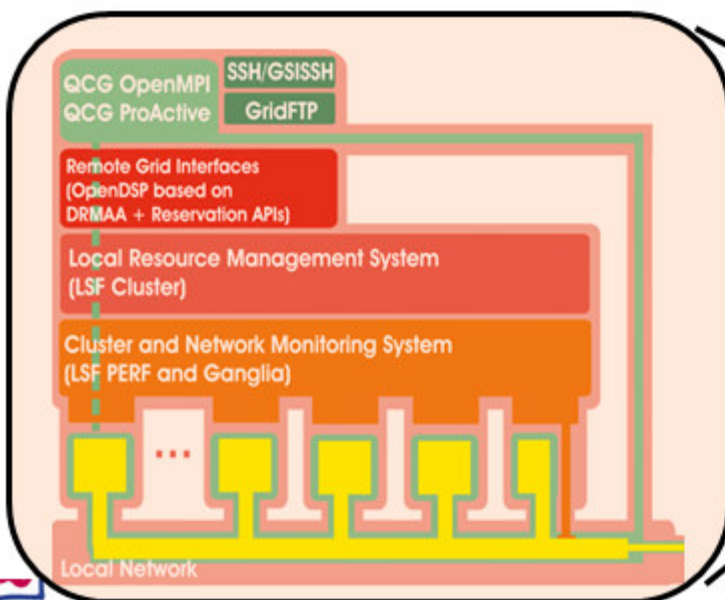 QCG OpenMPI
QCG ProActive
SSH/GSISSH
GridFTP
Remote Grid Interfaces
(OpenDSP based on
DRMAA + Reservation APIs)
Local Resource Management System
(LSF Cluster)
Cluster and Network Monitoring System
(LSF PERF and Ganglia)
...
Local Network